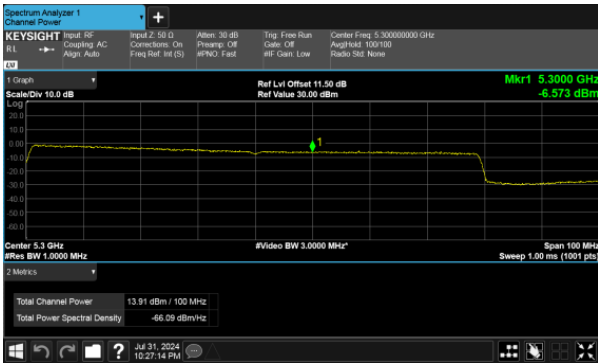 Spectrum Analyzer 1
Channel Power
+
KEYSIGHT
Input: RF
Coupling: AC
Align: Auto
Input Z: 50 Ω
Corrections: On
Freq Ref: Int (S)
Atten: 30 dB
Preamp: Off
#PNO: Fast
Trig: Free Run
Gate: Off
#IF Gain: Low
Center Freq: 5.300000000 GHz
Avg|Hold: 100/100
Radio Std: None
RL
LXI
1 Graph
Scale/Div 10.0 dB
Ref Lvl Offset 11.50 dB
Ref Value 30.00 dBm
Mkr1 5.3000 GHz
-6.573 dBm
Log
20.0
10.0
0.00
-10.0
-20.0
-30.0
-40.0
-50.0
-60.0
1
Center 5.3 GHz
#Res BW 1.0000 MHz
#Video BW 3.0000 MHz*
Span 100 MHz
Sweep 1.00 ms (1001 pts)
2 Metrics
Total Channel Power 13.91 dBm / 100 MHz
Total Power Spectral Density -66.09 dBm/Hz
?
Jul 31, 2024
10:27:14 PM